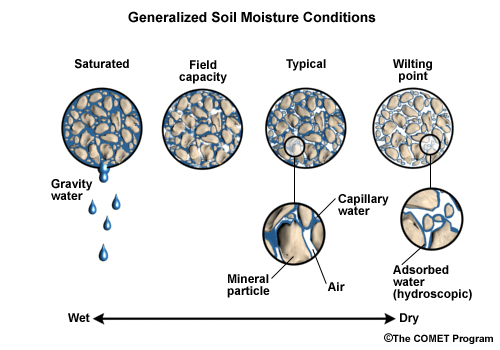 Generalized Soil Moisture Conditions
Saturated
Field
capacity
Typical
Wilting
point
Gravity
water
Capillary
water
Mineral
particle
Air
Adsorbed
water
(hydroscopic)
Wet
Dry
©The COMET Program